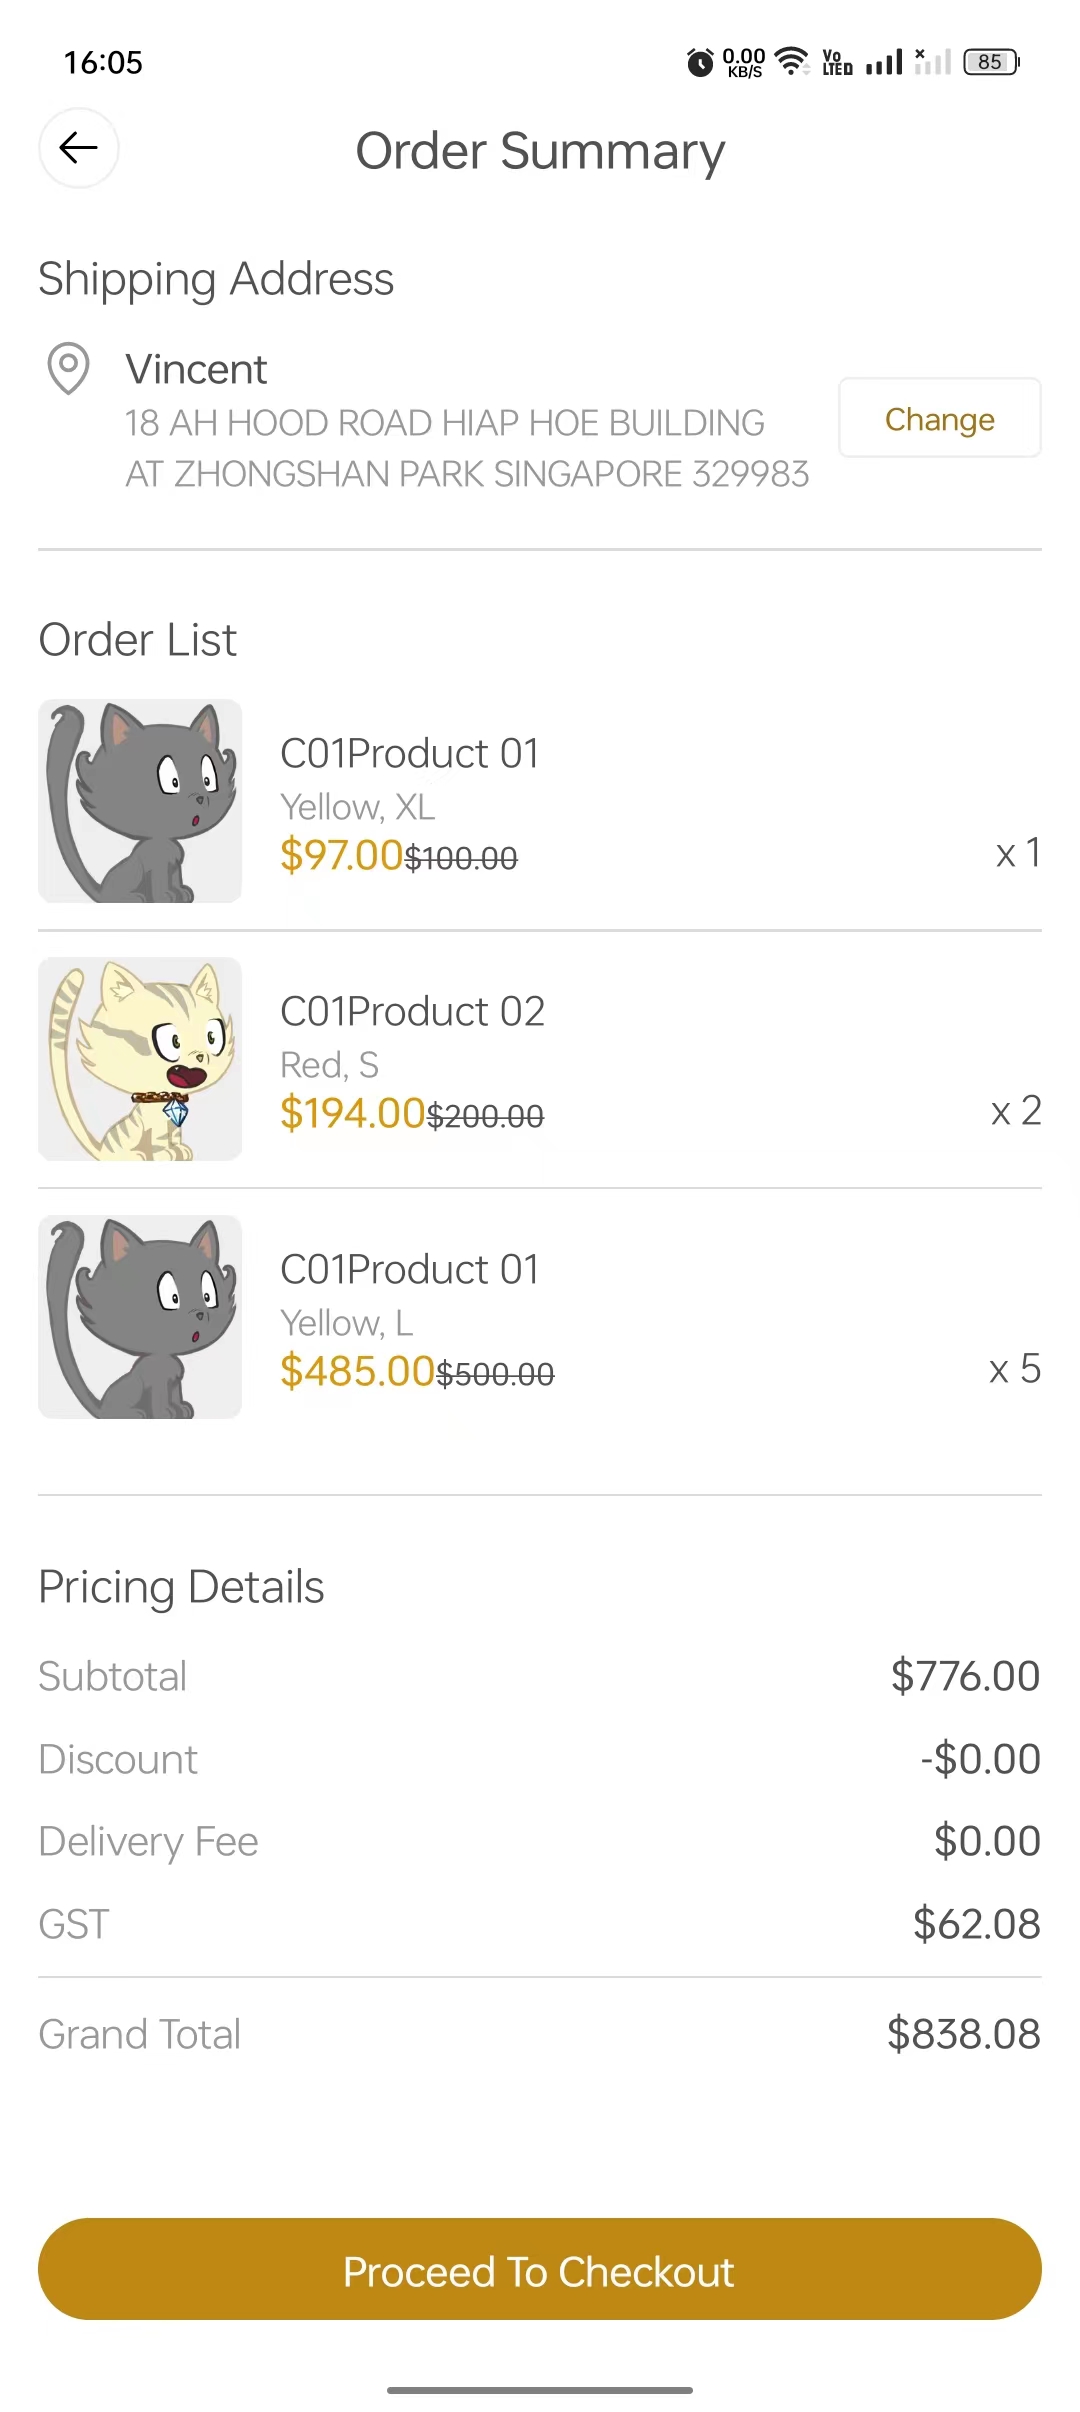 16:05
0.00
KB/S
Vo
LTED
85
Order Summary
Shipping Address
Vincent
18 AH HOOD ROAD HIAP HOE BUILDING
AT ZHONGSHAN PARK SINGAPORE 329983
Change
Order List
C01Product 01
Yellow, XL
$97.00$100.00
x 1
C01Product 02
Red, S
$194.00$200.00
x 2
C01Product 01
Yellow, L
$485.00$500.00
x 5
Pricing Details
Subtotal $776.00
Discount -$0.00
Delivery Fee $0.00
GST $62.08
Grand Total $838.08
Proceed To Checkout